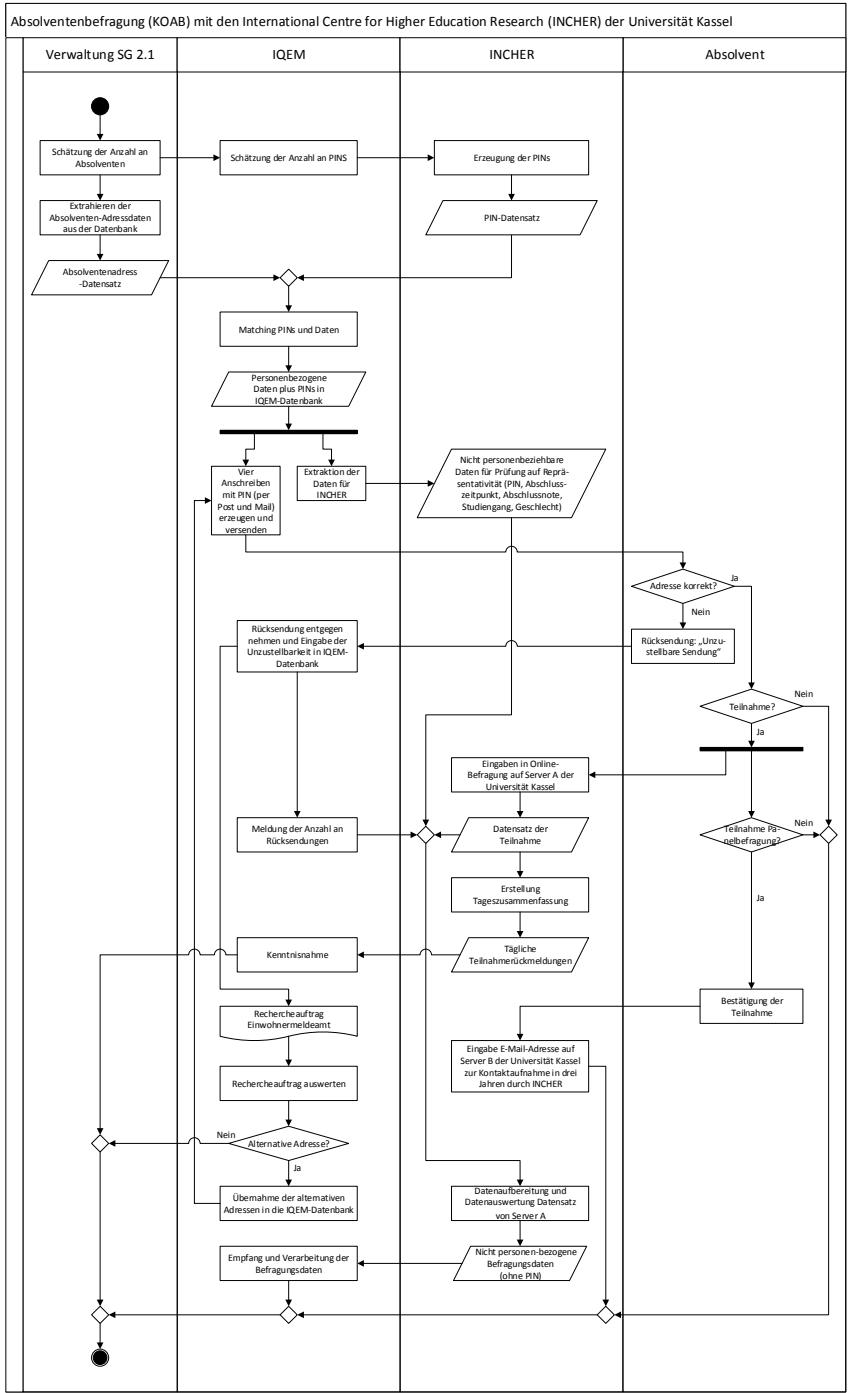 Absolventenbefragung (KOAB) mit den International Centre for Higher Education Research (INCHER) der Universität Kassel
Verwaltung SG 2.1
IQEM
INCHER
Absolvent
Schätzung der Anzahl an
Absolventen
Schätzung der Anzahl an PINS
Erzeugung der PINs
Extrahieren der
Absolventen-Adressdaten
aus der Datenbank
PIN-Datensatz
Absolventenadress
-Datensatz
Matching PINs und Daten
Personenbezogene
Daten plus PINs in
IQEM-Datenbank
Vier
Anschreiben
mit PIN (per
Post und Mail)
erzeugen und
versenden
Extraktion der
Daten für
INCHER
Nicht personenbeziehbare
Daten für Prüfung auf Reprä-
sentativität (PIN, Abschluss-
zeitpunkt, Abschlussnote,
Studiengang, Geschlecht)
Adresse korrekt?
Ja
Nein
Rücksendung: „Unzu-
stellbare Sendung“
Rücksendung entgegen
nehmen und Eingabe der
Unzustellbarkeit in IQEM-
Datenbank
Teilnahme?
Nein
Ja
Eingaben in Online-
Befragung auf Server A der
Universität Kassel
Meldung der Anzahl an
Rücksendungen
Datensatz der
Teilnahme
Teilnahme Pa-
nelbefragung?
Nein
Ja
Erstellung
Tageszusammenfassung
Kenntnisnahme
Tägliche
Teilnahmerückmeldungen
Bestätigung der
Teilnahme
Rechercheauftrag
Einwohnermeldeamt
Eingabe E-Mail-Adresse auf
Server B der Universität Kassel
zur Kontaktaufnahme in drei
Jahren durch INCHER
Rechercheauftrag auswerten
Nein
Alternative Adresse?
Ja
Übernahme der alternativen
Adressen in die IQEM-Datenbank
Datenaufbereitung und
Datenauswertung Datensatz
von Server A
Empfang und Verarbeitung der
Befragungsdaten
Nicht personen-bezogene
Befragungsdaten
(ohne PIN)